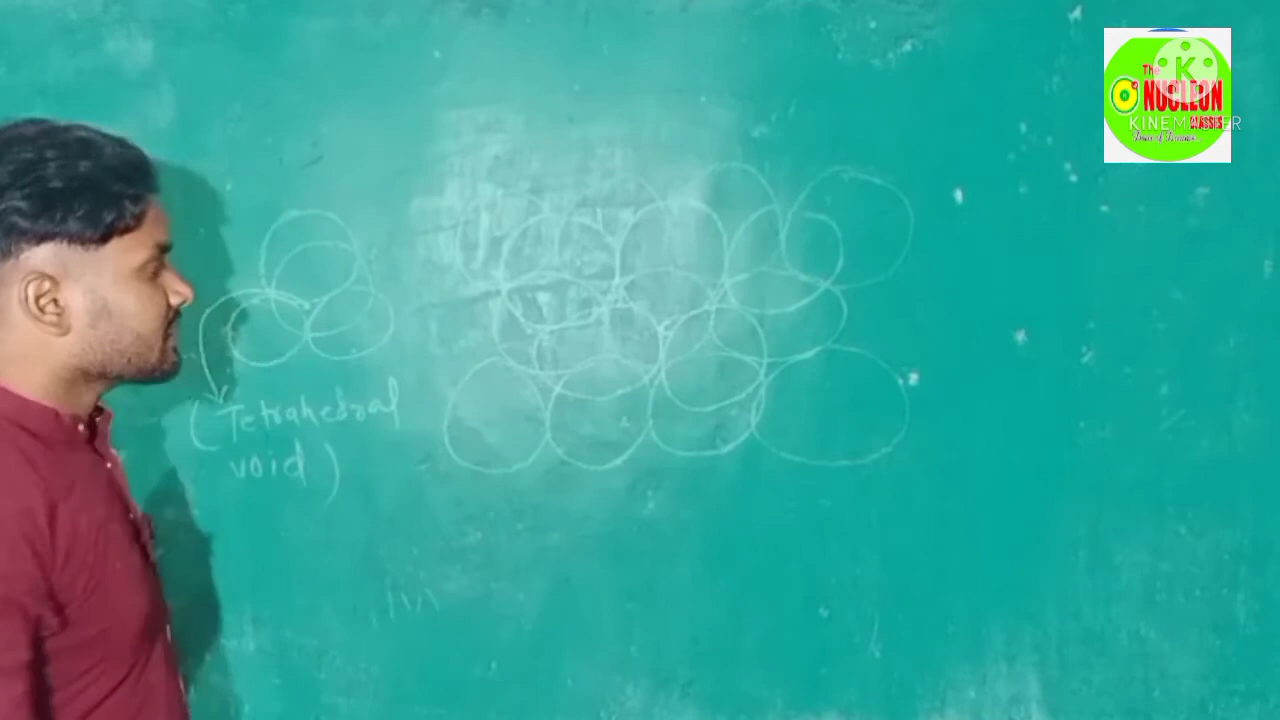 The
NUCLEON
CLASSES
K
KINEMASTER
(Tetrahedral
void)